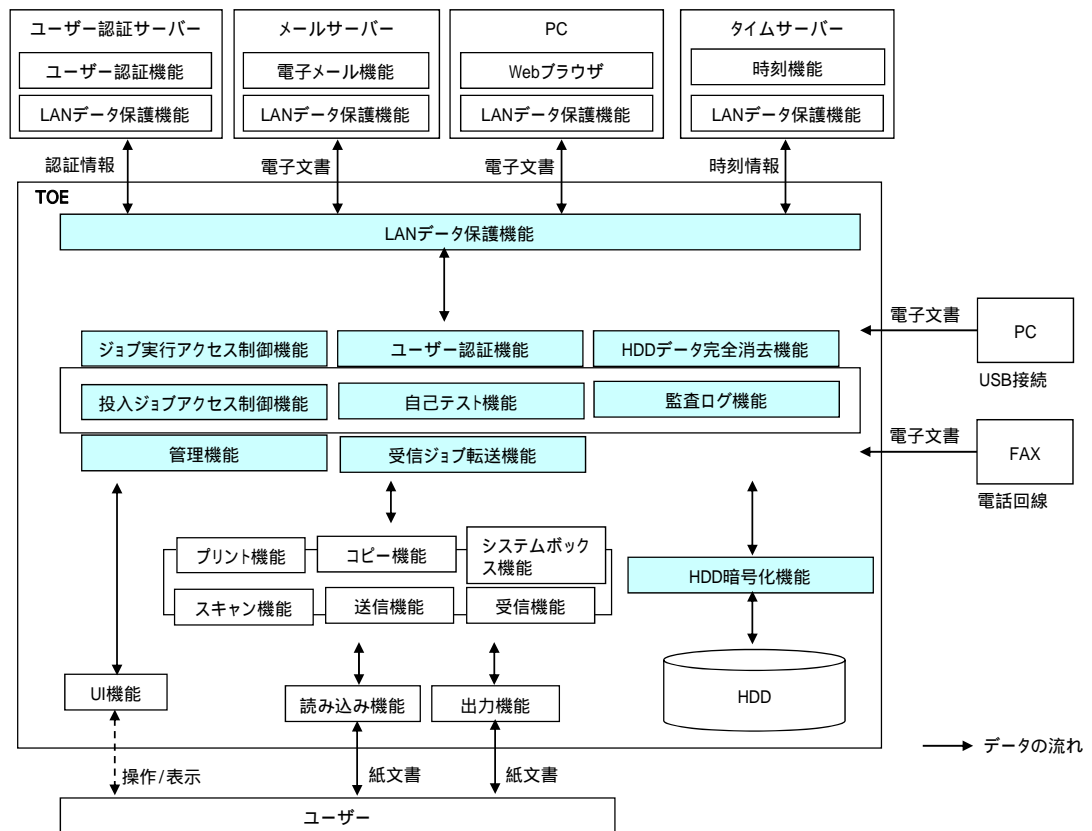 ユーザー認証サーバー
メールサーバー
PC
タイムサーバー
ユーザー認証機能
電子メール機能
Webブラウザ
時刻機能
LANデータ保護機能
LANデータ保護機能
LANデータ保護機能
LANデータ保護機能
認証情報
電子文書
電子文書
時刻情報
TOE
LANデータ保護機能
電子文書
PC
USB接続
ジョブ実行アクセス制御機能
ユーザー認証機能
HDDデータ完全消去機能
投入ジョブアクセス制御機能
自己テスト機能
監査ログ機能
管理機能
受信ジョブ転送機能
電子文書
FAX
電話回線
プリント機能
コピー機能
システムボック
ス機能
スキャン機能
送信機能
受信機能
HDD暗号化機能
UI機能
読み込み機能
出力機能
HDD
データの流れ
操作/表示
紙文書
紙文書
ユーザー